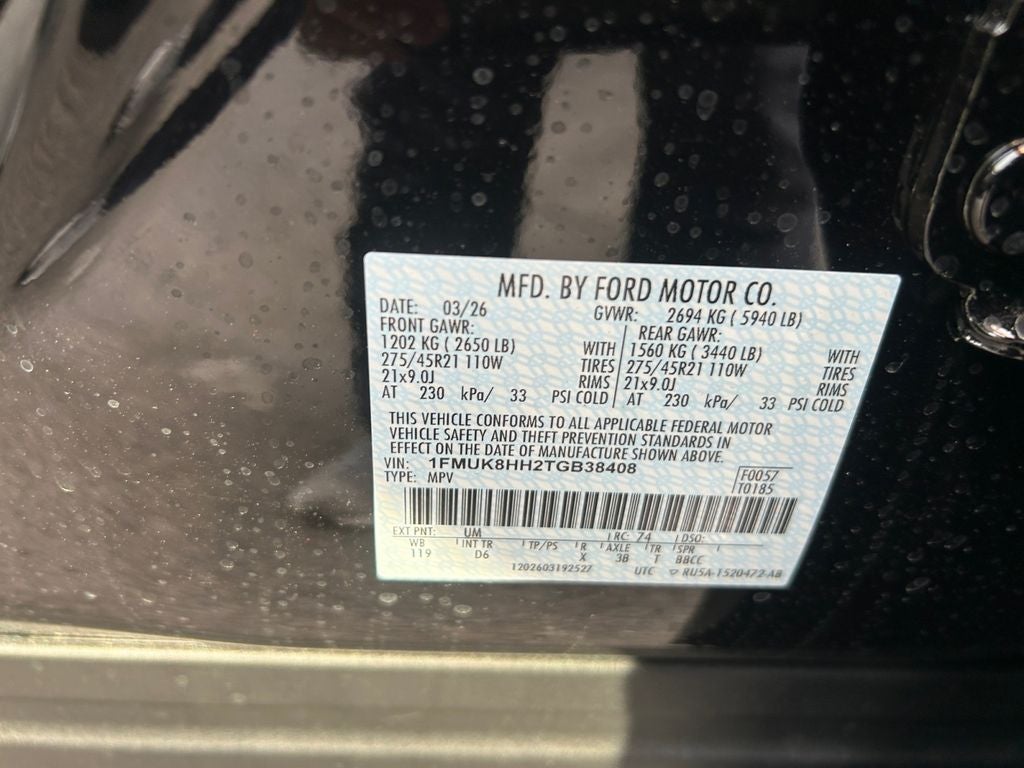 MFD. BY FORD MOTOR CO.
DATE: 03/26 GVWR: 2694 KG ( 5940 LB)
FRONT GAWR: REAR GAWR:
1202 KG ( 2650 LB) WITH 1560 KG ( 3440 LB) WITH
275/45R21 110W TIRES 275/45R21 110W TIRES
21x9.0J RIMS 21x9.0J RIMS
AT 230 kPa/ 33 PSI COLD AT 230 kPa/ 33 PSI COLD
THIS VEHICLE CONFORMS TO ALL APPLICABLE FEDERAL MOTOR
VEHICLE SAFETY AND THEFT PREVENTION STANDARDS IN
EFFECT ON THE DATE OF MANUFACTURE SHOWN ABOVE.
VIN: 1FMUK8HH2TGB38408 F0057
TYPE: MPV T0185
EXT PNT: UM RC: 74 DSO:
WB INT TR TP/PS R AXLE TR SPR
119 D6 X 3B T BBCC
1202603192527 UTC ▽ RU5A-1520472-AB